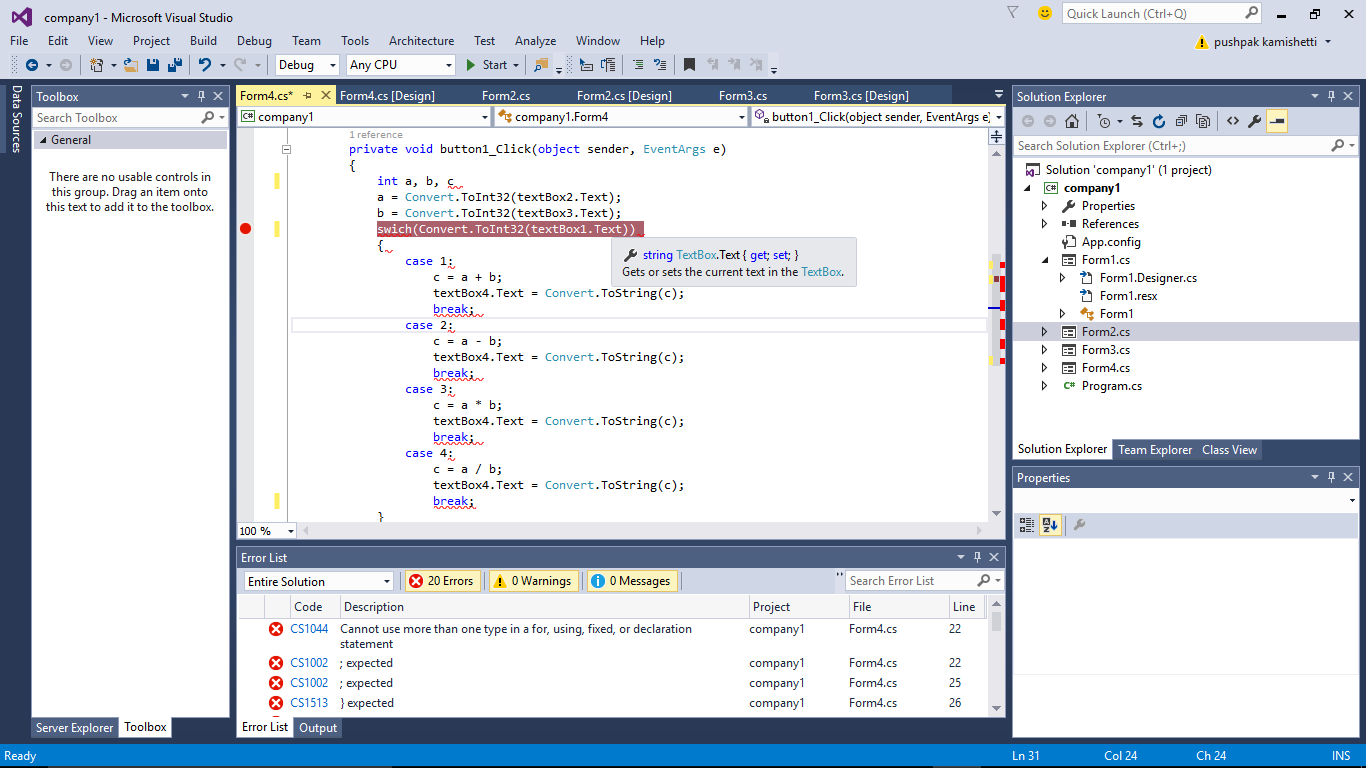 company1 - Microsoft Visual Studio
Quick Launch (Ctrl+Q)
File Edit View Project Build Debug Team Tools Architecture Test Analyze Window Help
pushpak kamishetti
Debug Any CPU Start
Data Sources
Toolbox
Search Toolbox
General
There are no usable controls in
this group. Drag an item onto
this text to add it to the toolbox.
Server Explorer Toolbox
Form4.cs* Form4.cs [Design] Form2.cs Form2.cs [Design] Form3.cs Form3.cs [Design]
C# company1 company1.Form4 button1_Click(object sender, EventArgs e)
1 reference
private void button1_Click(object sender, EventArgs e)
{
int a, b, c
a = Convert.ToInt32(textBox2.Text);
b = Convert.ToInt32(textBox3.Text);
swich(Convert.ToInt32(textBox1.Text))
{
case 1:
c = a + b;
textBox4.Text = Convert.ToString(c);
break;
case 2:
c = a - b;
textBox4.Text = Convert.ToString(c);
break;
case 3:
c = a * b;
textBox4.Text = Convert.ToString(c);
break;
case 4:
c = a / b;
textBox4.Text = Convert.ToString(c);
break;
}
string TextBox.Text { get; set; }
Gets or sets the current text in the TextBox.
100 %
Error List
Entire Solution 20 Errors 0 Warnings 0 Messages Search Error List
Code Description Project File Line
CS1044 Cannot use more than one type in a for, using, fixed, or declaration
statement company1 Form4.cs 22
CS1002 ; expected company1 Form4.cs 22
CS1002 ; expected company1 Form4.cs 25
CS1513 } expected company1 Form4.cs 26
Error List Output
Solution Explorer
Search Solution Explorer (Ctrl+;)
Solution 'company1' (1 project)
C# company1
Properties
References
App.config
Form1.cs
Form1.Designer.cs
Form1.resx
Form1
Form2.cs
Form3.cs
Form4.cs
C# Program.cs
Solution Explorer Team Explorer Class View
Properties
Ready Ln 31 Col 24 Ch 24 INS